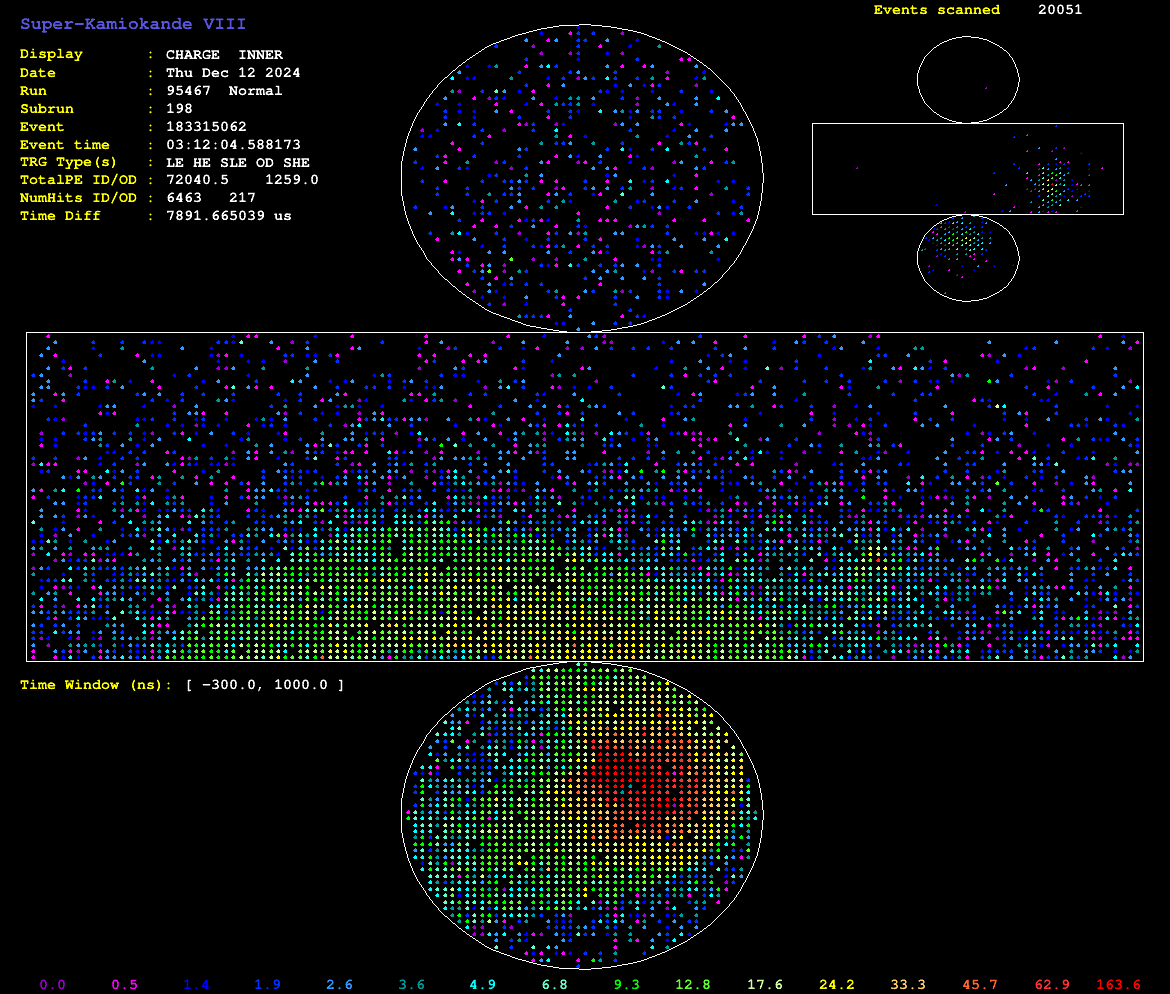 Super-Kamiokande VIII
Events scanned 20051
Display : CHARGE INNER
Date : Thu Dec 12 2024
Run : 95467 Normal
Subrun : 198
Event : 183315062
Event time : 03:12:04.588173
TRG Type(s) : LE HE SLE OD SHE
TotalPE ID/OD : 72040.5 1259.0
NumHits ID/OD : 6463 217
Time Diff : 7891.665039 us
Time Window (ns): [ -300.0, 1000.0 ]
0.0 0.5 1.4 1.9 2.6 3.6 4.9 6.8 9.3 12.8 17.6 24.2 33.3 45.7 62.9 163.6